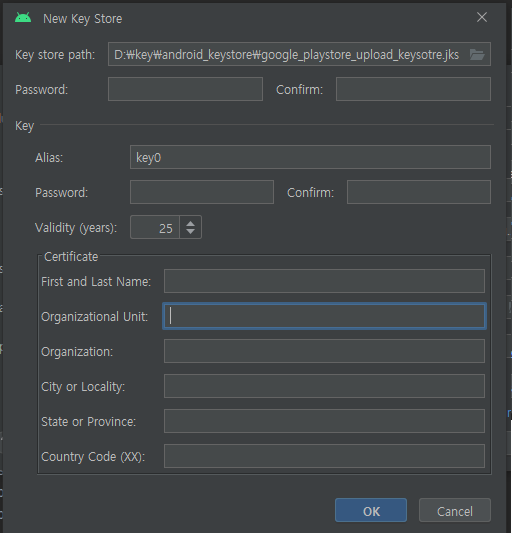 New Key Store
Key store path: D:₩key₩android_keystore₩google_playstore_upload_keysotre.jks
Password: Confirm:
Key
Alias: key0
Password: Confirm:
Validity (years): 25
Certificate
First and Last Name:
Organizational Unit:
Organization:
City or Locality:
State or Province:
Country Code (XX):
OK Cancel